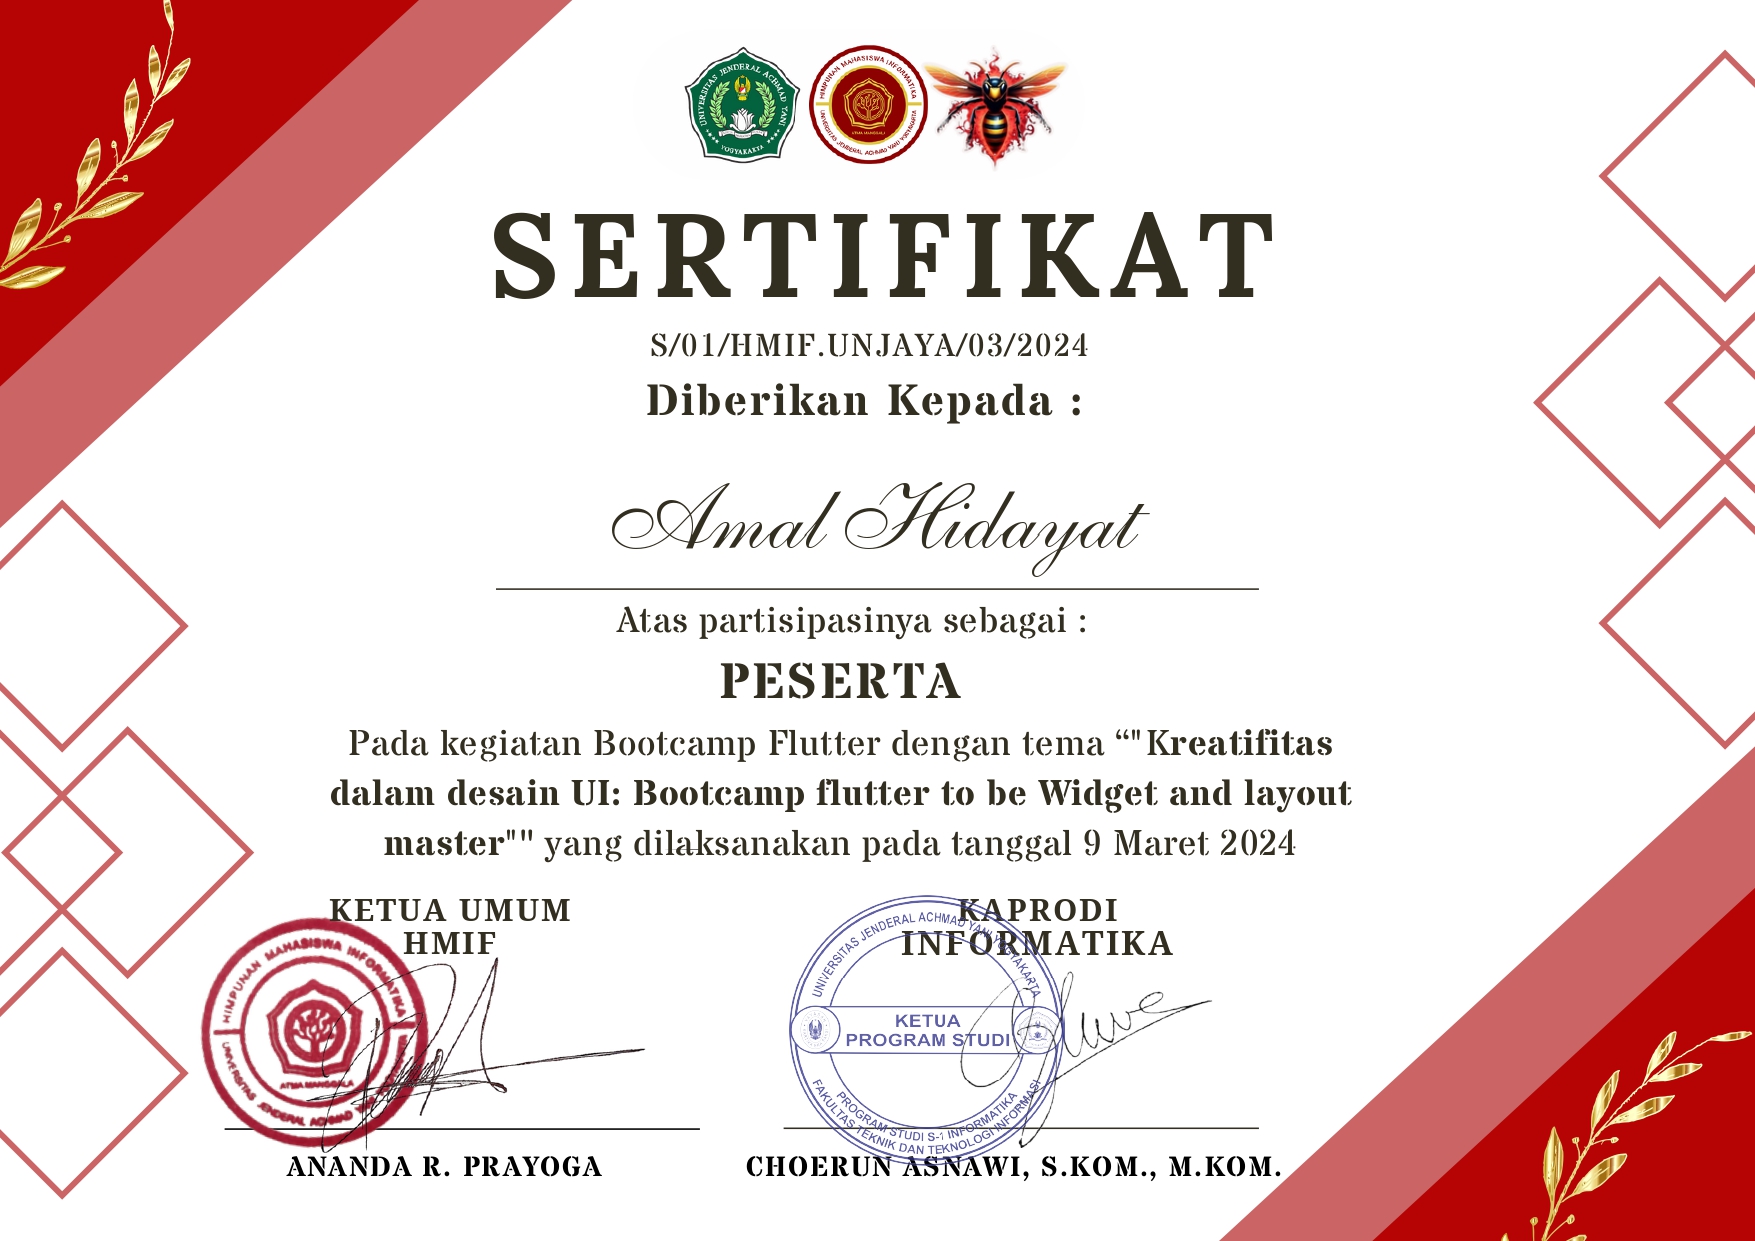 UNIVERSITAS JENDERAL ACHMAD YANI
YOGYAKARTA
HIMPUNAN MAHASISWA INFORMATIKA
ATMA MANGGALA
UNIVERSITAS JENDERAL ACHMAD YANI YOGYAKARTA
SERTIFIKAT
S/01/HMIF.UNJAYA/03/2024
Diberikan Kepada :
Amal Hidayat
Atas partisipasinya sebagai :
PESERTA
Pada kegiatan Bootcamp Flutter dengan tema “"Kreatifitas
dalam desain UI: Bootcamp flutter to be Widget and layout
master"" yang dilaksanakan pada tanggal 9 Maret 2024
KETUA UMUM
HMIF
HIMPUNAN MAHASISWA INFORMATIKA
ATMA MANGGALA
UNIVERSITAS JENDERAL ACHMAD YANI
ANANDA R. PRAYOGA
KAPRODI
INFORMATIKA
UNIVERSITAS JENDERAL ACHMAD YANI YOGYAKARTA
KETUA
PROGRAM STUDI
PROGRAM STUDI S-1 INFORMATIKA
FAKULTAS TEKNIK DAN TEKNOLOGI INFORMASI
CHOERUN ASNAWI, S.KOM., M.KOM.